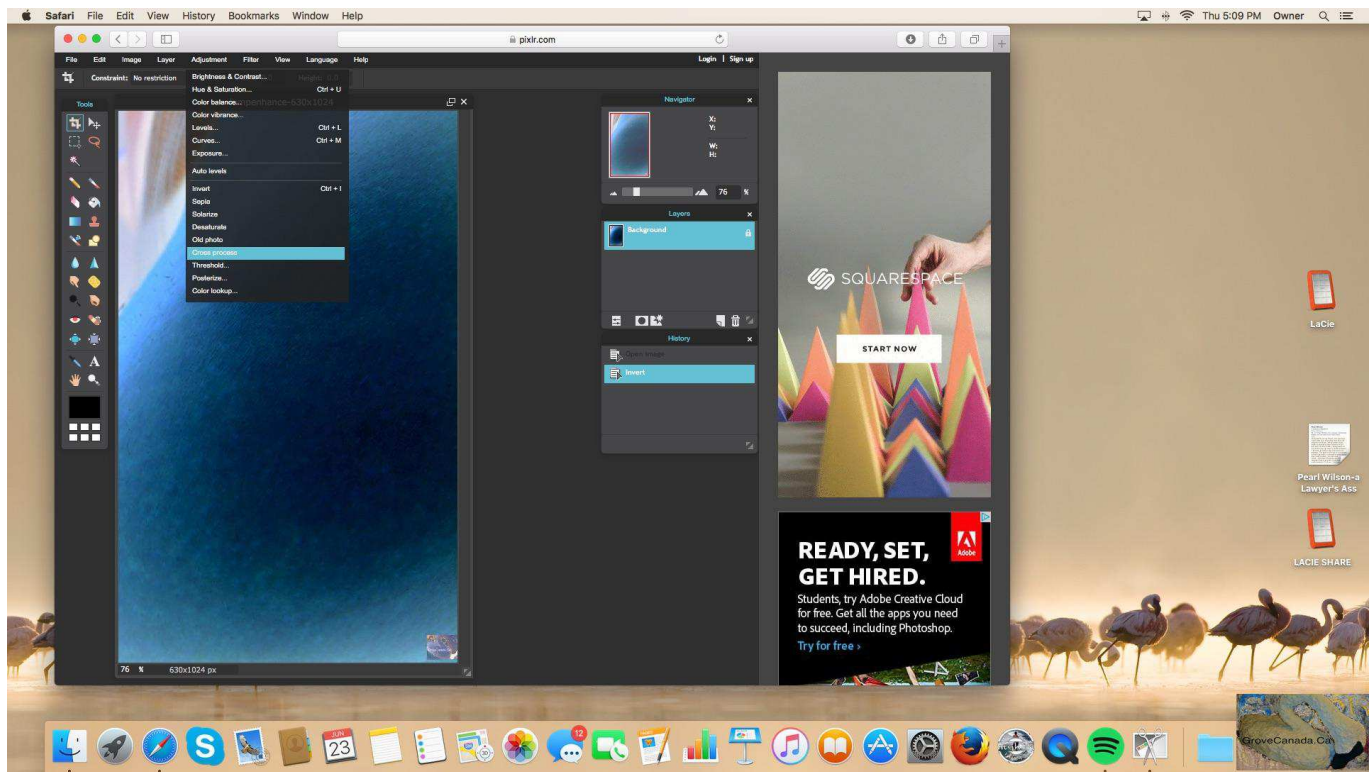 Safari File Edit View History Bookmarks Window Help
Thu 5:09 PM Owner
pixlr.com
File Edit Image Layer Adjustment Filter View Language Help
Login | Sign up
Constraint: No restriction
Brightness & Contrast...
Hue & Saturation... Ctrl + U
Color balance...
Color vibrance...
Levels... Ctrl + L
Curves... Ctrl + M
Exposure...
Auto levels
Invert Ctrl + I
Sepia
Solarize
Desaturate
Old photo
Cross process
Threshold...
Posterize...
Color lookup...
Tools
A
76 % 630x1024 px
Navigator
X:
Y:
W:
H:
76 %
Layers
Background
History
Open image
Invert
SQUARESPACE
START NOW
READY, SET,
GET HIRED.
Adobe
Students, try Adobe Creative Cloud
for free. Get all the apps you need
to succeed, including Photoshop.
Try for free ›
LaCie
Pearl Wilson-a
Lawyer's Ass
LACIE SHARE
JUN
23
12
GroveCanada.Ca